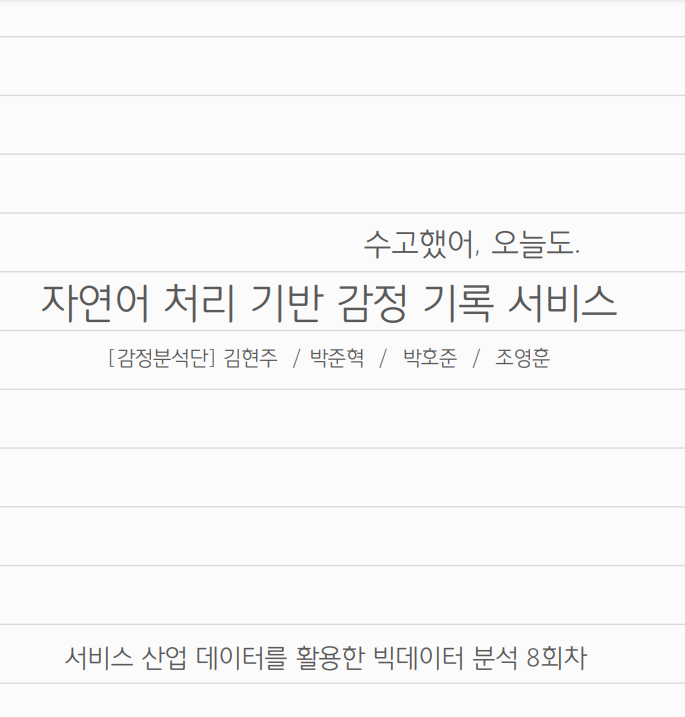 수고했어, 오늘도.
자연어 처리 기반 감정 기록 서비스
[감정분석단] 김현주 / 박준혁 / 박호준 / 조영훈
서비스 산업 데이터를 활용한 빅데이터 분석 8회차